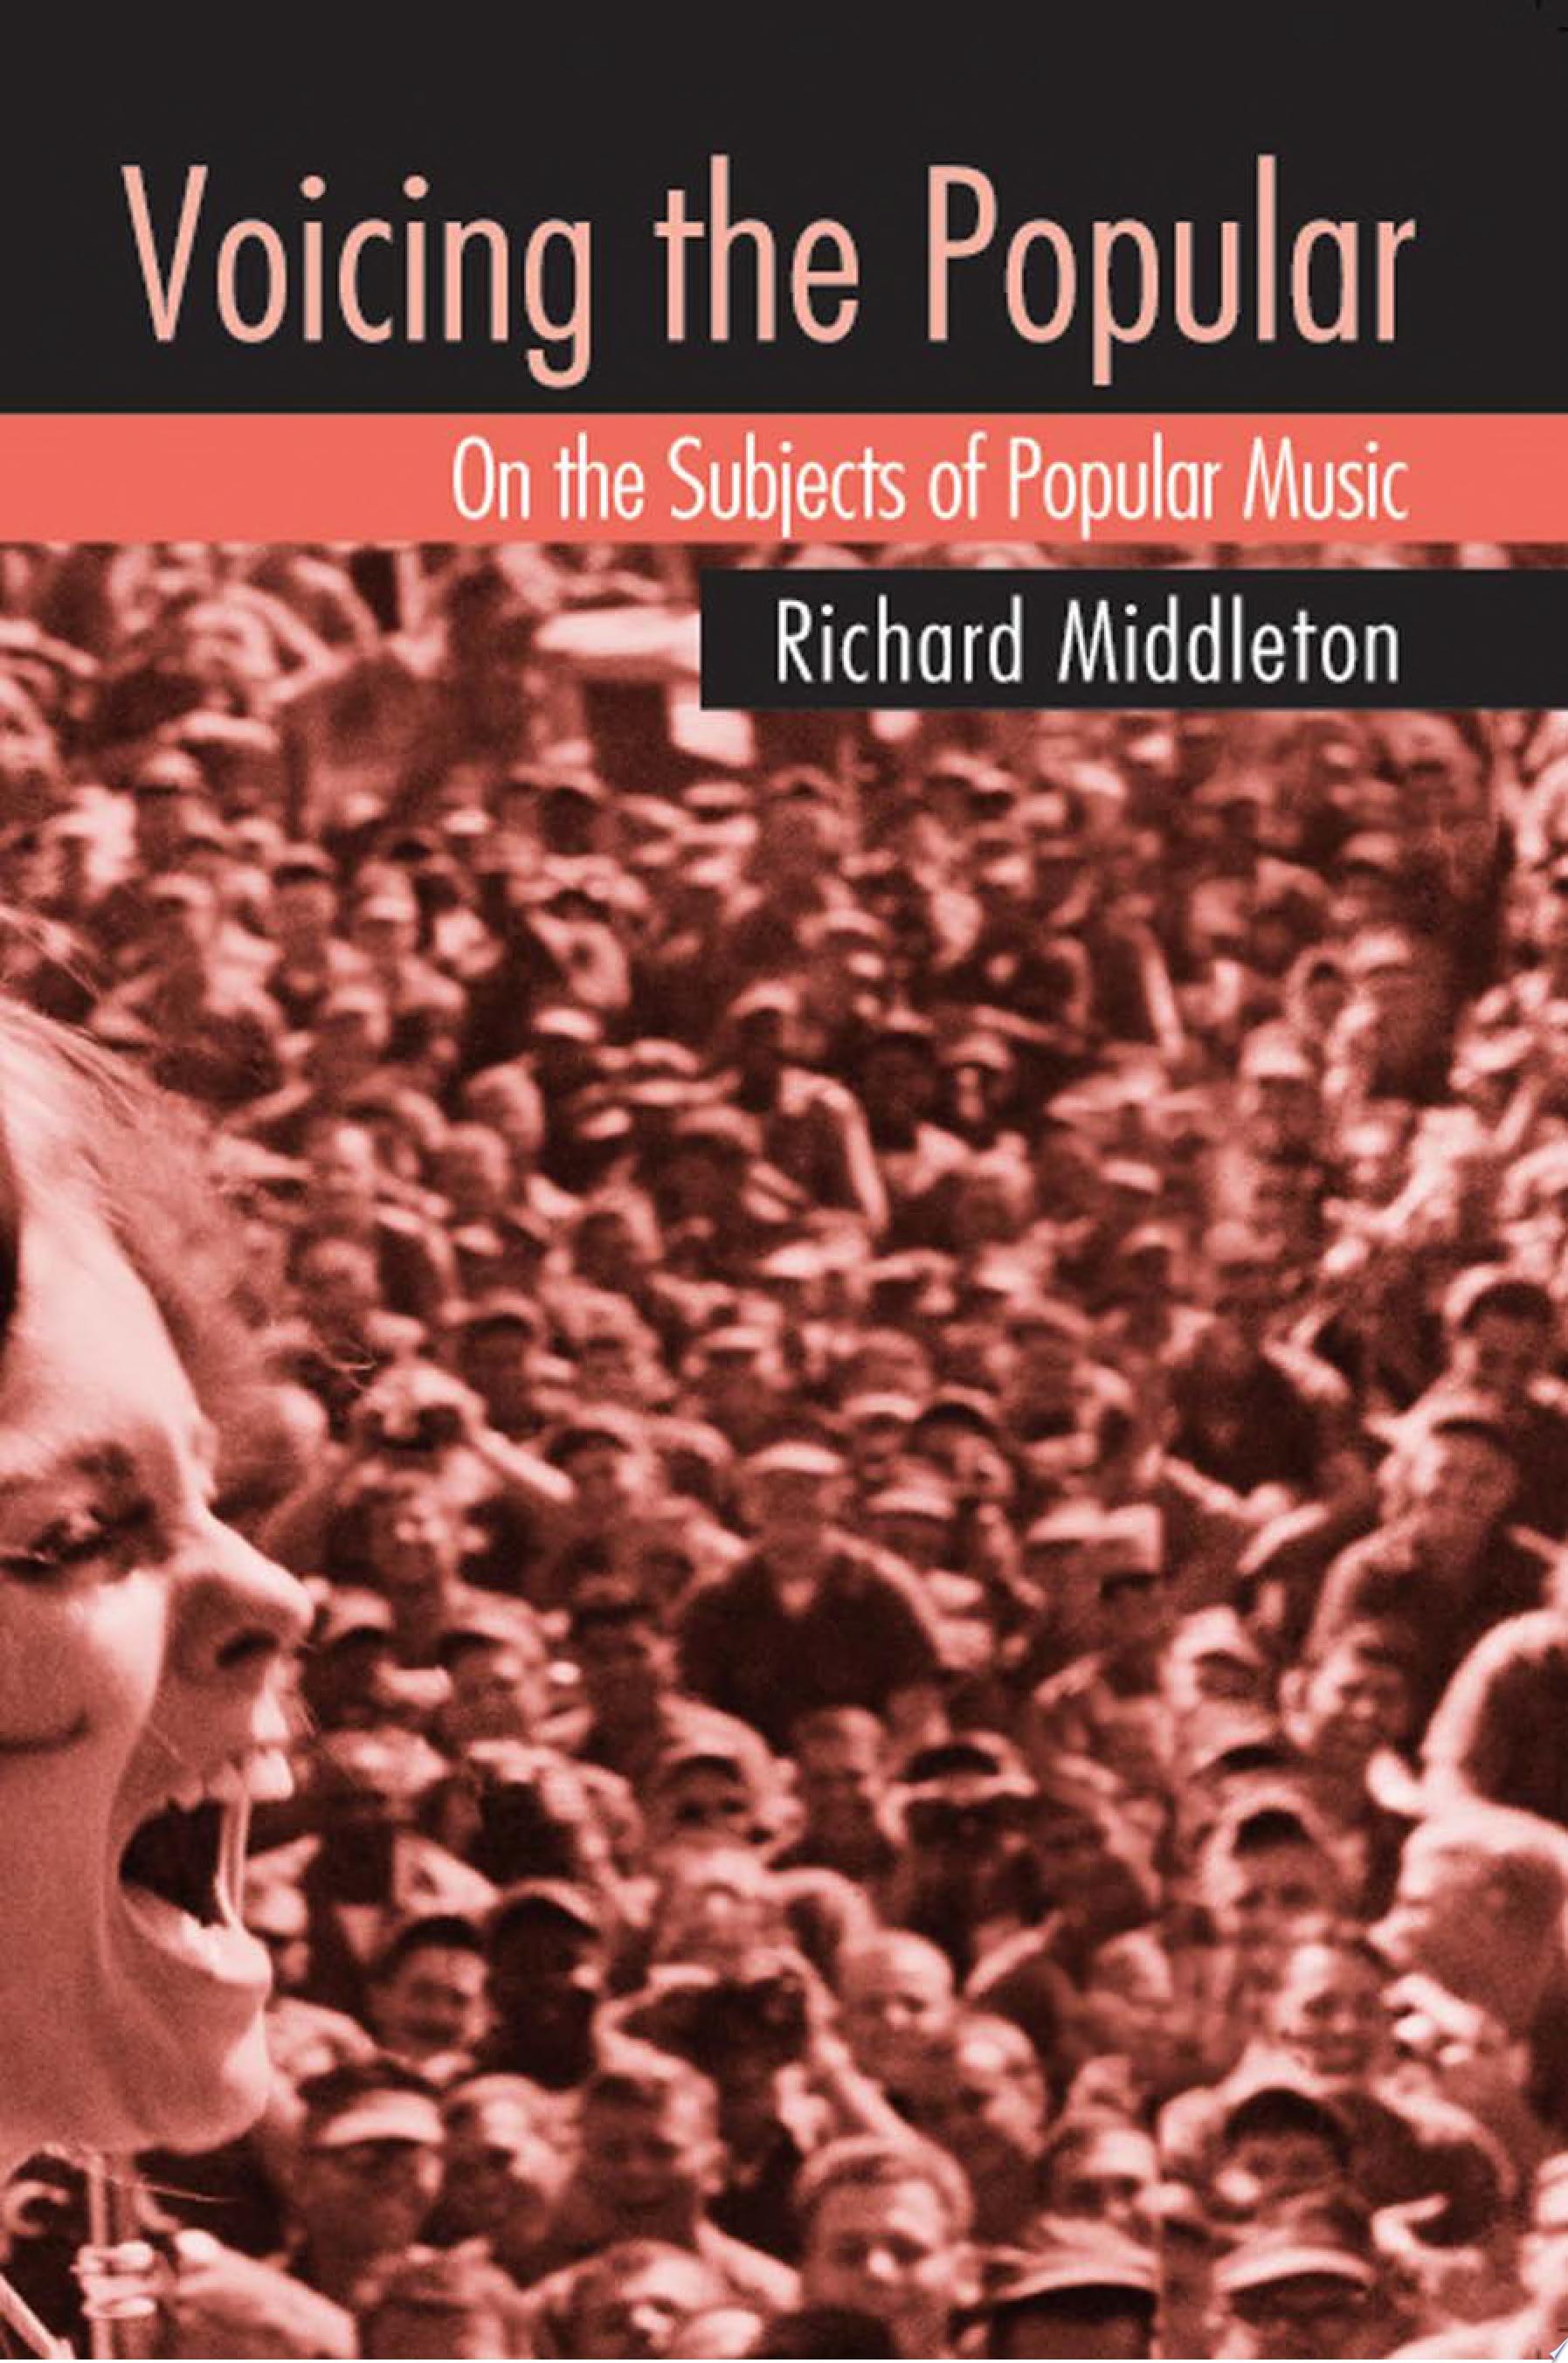 Voicing the Popular
On the Subjects of Popular Music
Richard Middleton